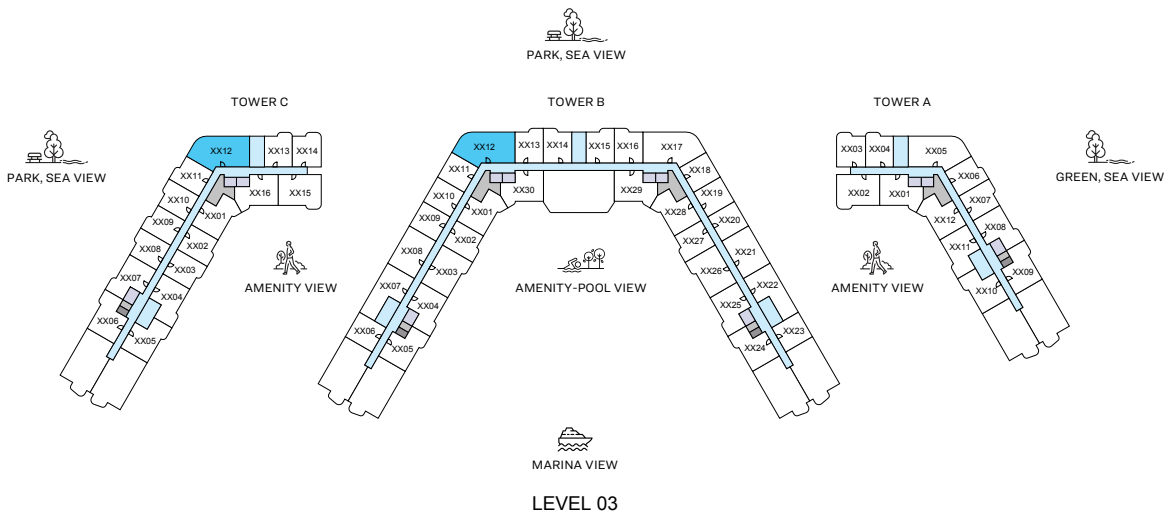 PARK, SEA VIEW
TOWER C
TOWER B
TOWER A
PARK, SEA VIEW
GREEN, SEA VIEW
XX12
XX13
XX14
XX11
XX16
XX15
XX10
XX01
XX09
XX02
XX08
XX03
XX07
XX04
XX06
XX05
AMENITY VIEW
XX12
XX13
XX14
XX15
XX16
XX17
XX11
XX18
XX30
XX29
XX10
XX01
XX28
XX19
XX09
XX02
XX27
XX20
XX08
XX03
XX26
XX21
XX07
XX04
XX25
XX22
XX06
XX05
XX24
XX23
AMENITY-POOL VIEW
XX03
XX04
XX05
XX02
XX01
XX06
XX12
XX07
XX11
XX08
XX10
XX09
AMENITY VIEW
MARINA VIEW
LEVEL 03